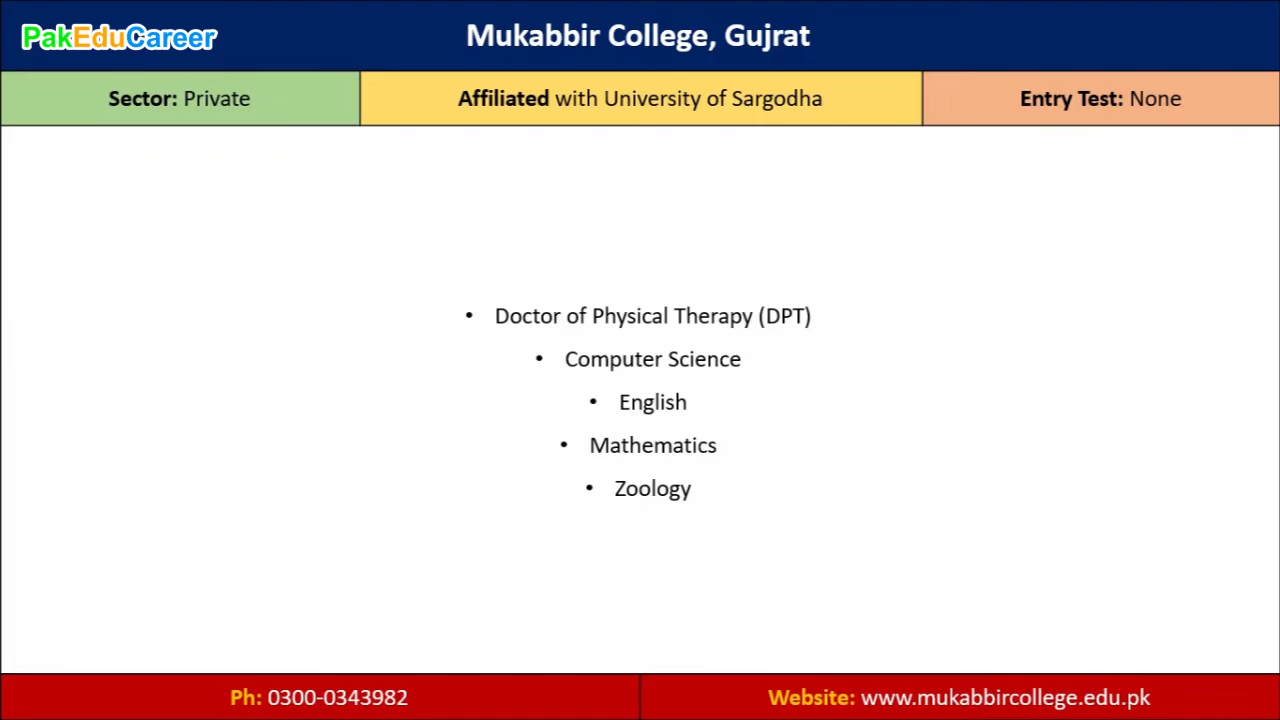 PakEduCareer
Mukabbir College, Gujrat
Sector: Private
Affiliated with University of Sargodha
Entry Test: None
• Doctor of Physical Therapy (DPT)
• Computer Science
• English
• Mathematics
• Zoology
Ph: 0300-0343982
Website: www.mukabbircollege.edu.pk